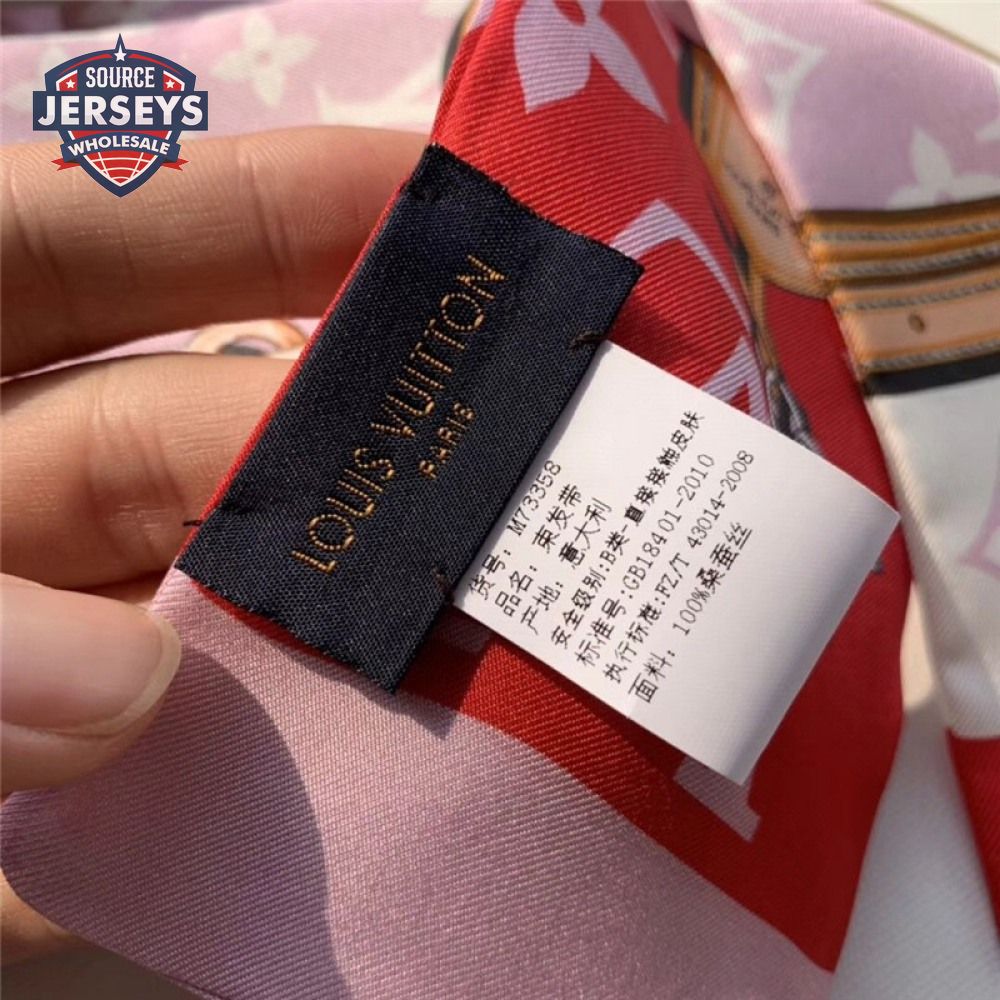 SOURCE
JERSEYS
WHOLESALE
LOUIS VUITTON
PARIS
货号: M73358
品名: 束发带
产地: 意大利
安全级别:B类-直接接触皮肤
标准号:GB18401-2010
执行标准:FZ/T 43014-2008
面料: 100%桑蚕丝